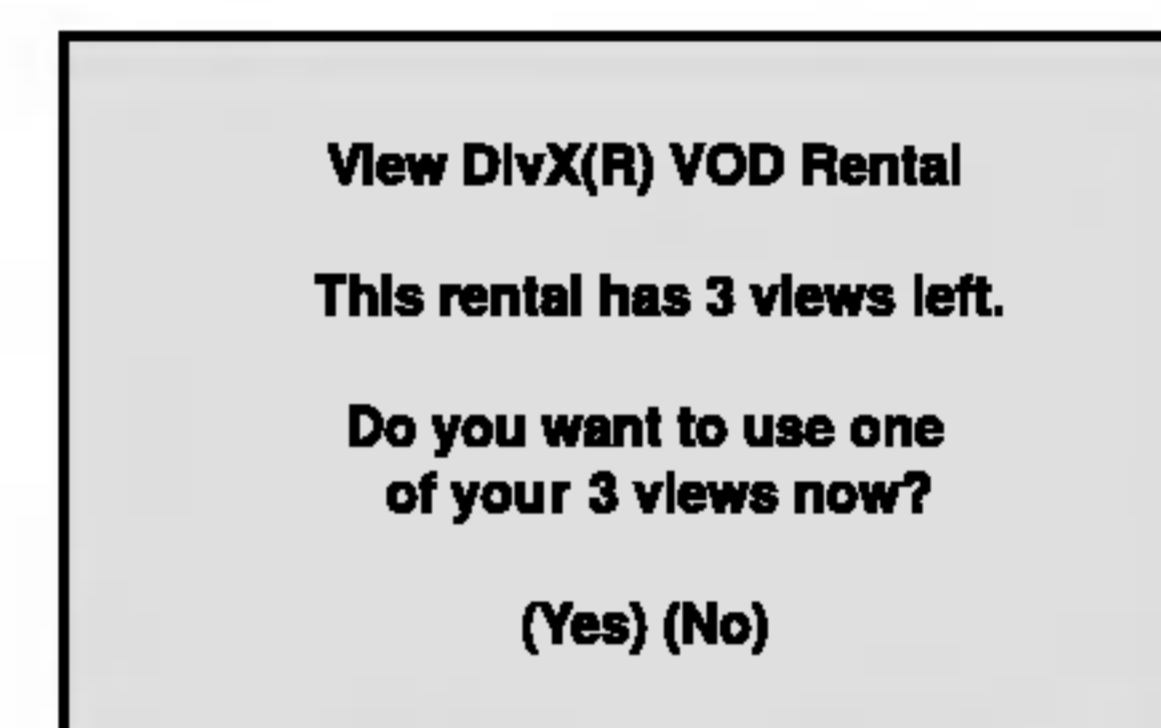 View DivX(R) VOD Rental
This rental has 3 views left.
Do you want to use one
of your 3 views now?
(Yes) (No)